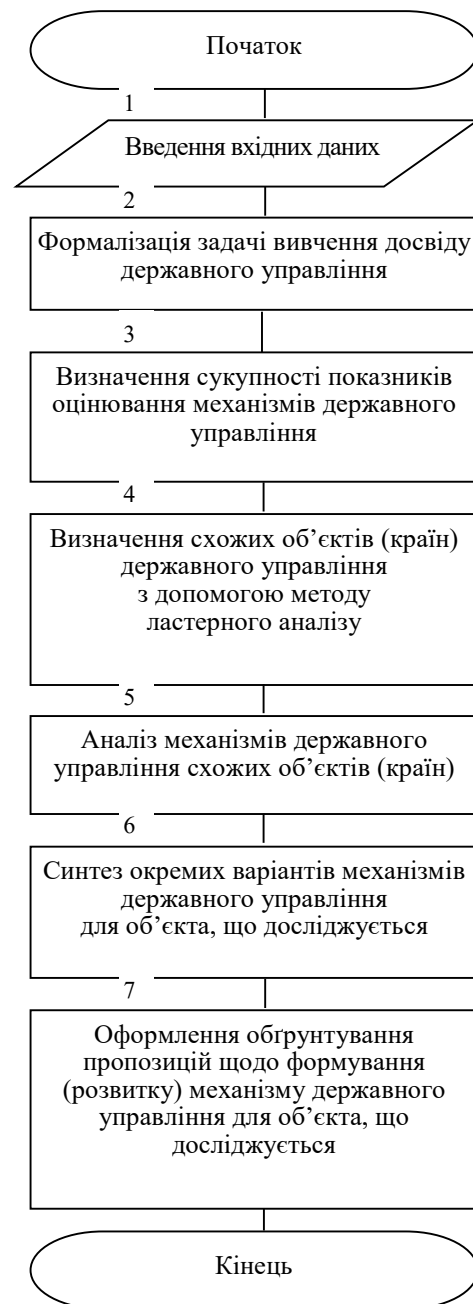 Початок
1
Введення вхідних даних
2
Формалізація задачі вивчення досвіду
державного управління
3
Визначення сукупності показників
оцінювання механізмів державного
управління
4
Визначення схожих об’єктів (країн)
державного управління
з допомогою методу
ластерного аналізу
5
Аналіз механізмів державного
управління схожих об’єктів (країн)
6
Синтез окремих варіантів механізмів
державного управління
для об’єкта, що досліджується
7
Оформлення обґрунтування
пропозицій щодо формування
(розвитку) механізму державного
управління для об’єкта, що
досліджується
Кінець